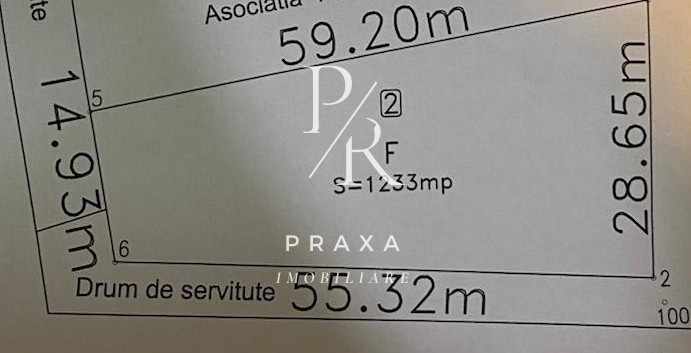 te
Asociatia
59.20m
14.93m
5
2
F
S=1233mp
28.65m
P/R
PRAXA
IMOBILIARE
6
Drum de servitute
55.32m
2
100